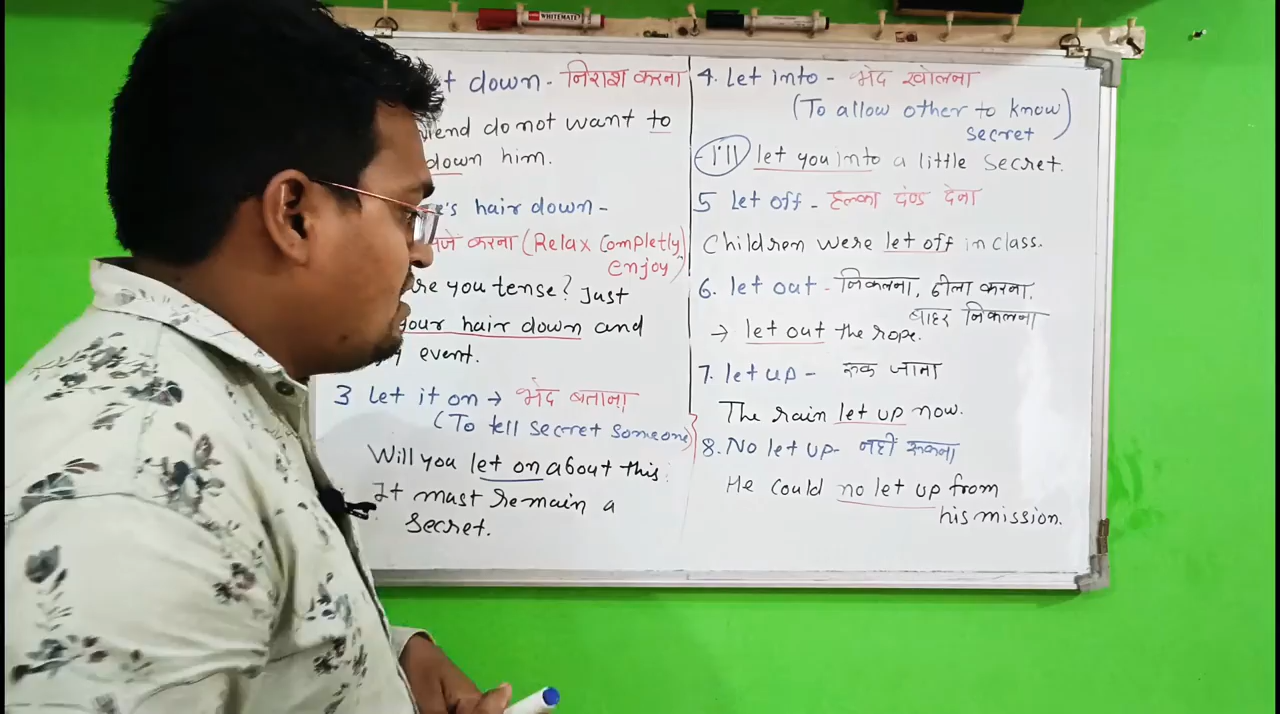 WHITEMATE
t down - निराश करना
iend do not want to
down him.
e's hair down -
मजे करना (Relax Completly,
enjoy)
re you tense? Just
your hair down and
event.
3 Let it on → भेद बताना
(To tell secret someone)
Will you let on about this.
It must remain a
secret.
4. Let into - भेद खोलना
(To allow other to know
secret)
- I'll let you into a little secret.
5 Let off - हल्का दण्ड देना
Children were let off in class.
6. let out - निकलना, ढीला करना,
बाहर निकलना
→ let out the rope.
7. let up - रूक जाना
The rain let up now.
8. No let up - नहीं रूकना
He could no let up from
his mission.